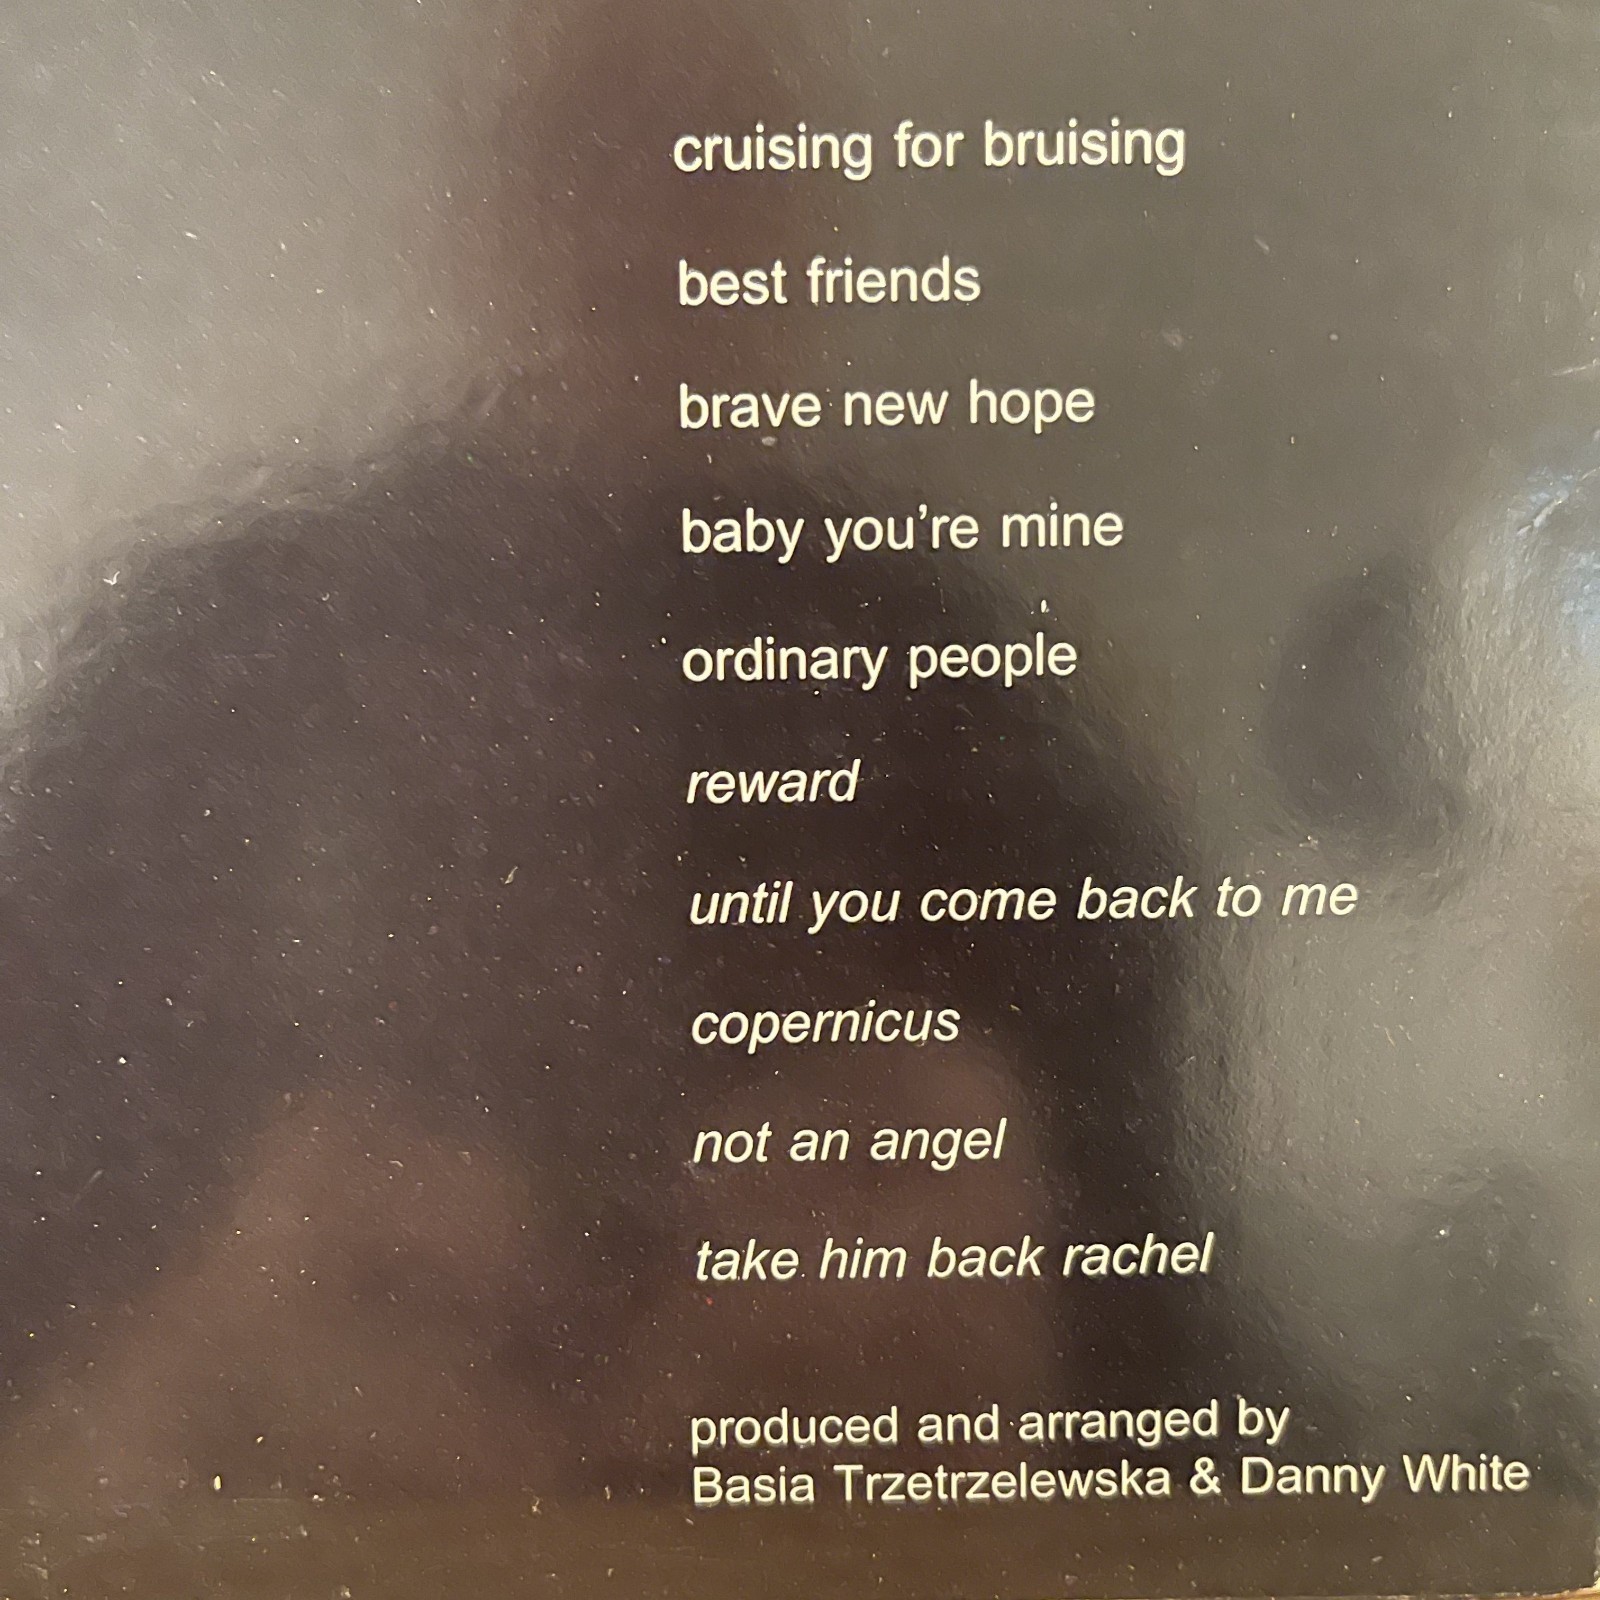 cruising for bruising
best friends
brave new hope
baby you're mine
ordinary people
reward
until you come back to me
copernicus
not an angel
take him back rachel
produced and arranged by
Basia Trzetrzelewska & Danny White